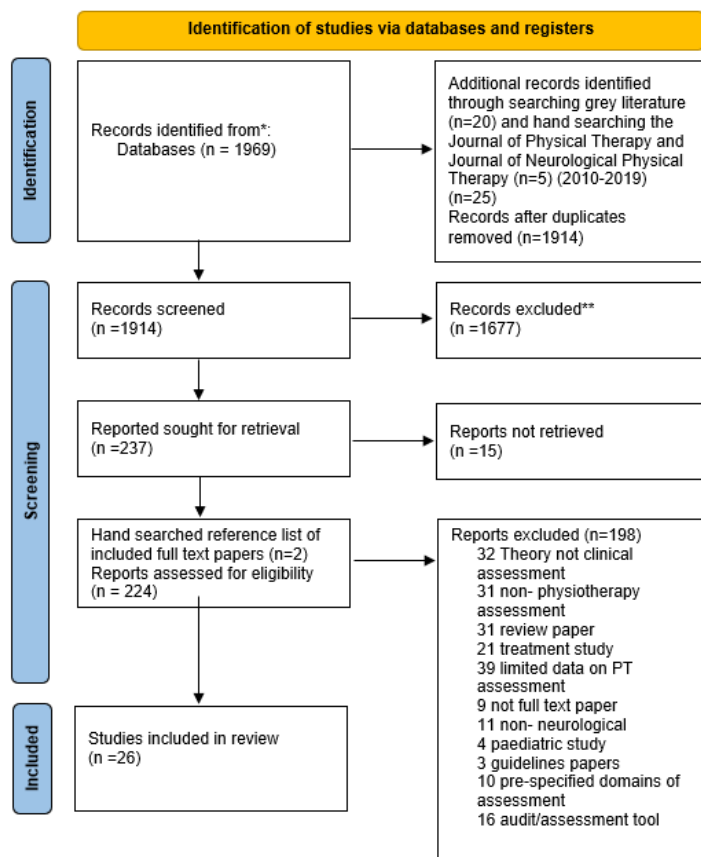 Identification of studies via databases and registers
Identification
Records identified from*:
Databases (n = 1969)
Additional records identified
through searching grey literature
(n=20) and hand searching the
Journal of Physical Therapy and
Journal of Neurological Physical
Therapy (n=5) (2010-2019)
(n=25)
Records after duplicates
removed (n=1914)
Screening
Records screened
(n =1914)
Records excluded**
(n =1677)
Reported sought for retrieval
(n =237)
Reports not retrieved
(n =15)
Hand searched reference list of
included full text papers (n=2)
Reports assessed for eligibility
(n = 224)
Reports excluded (n=198)
32 Theory not clinical
assessment
31 non- physiotherapy
assessment
31 review paper
21 treatment study
39 limited data on PT
assessment
9 not full text paper
11 non- neurological
4 paediatric study
3 guidelines papers
10 pre-specified domains of
assessment
16 audit/assessment tool
Included
Studies included in review
(n =26)